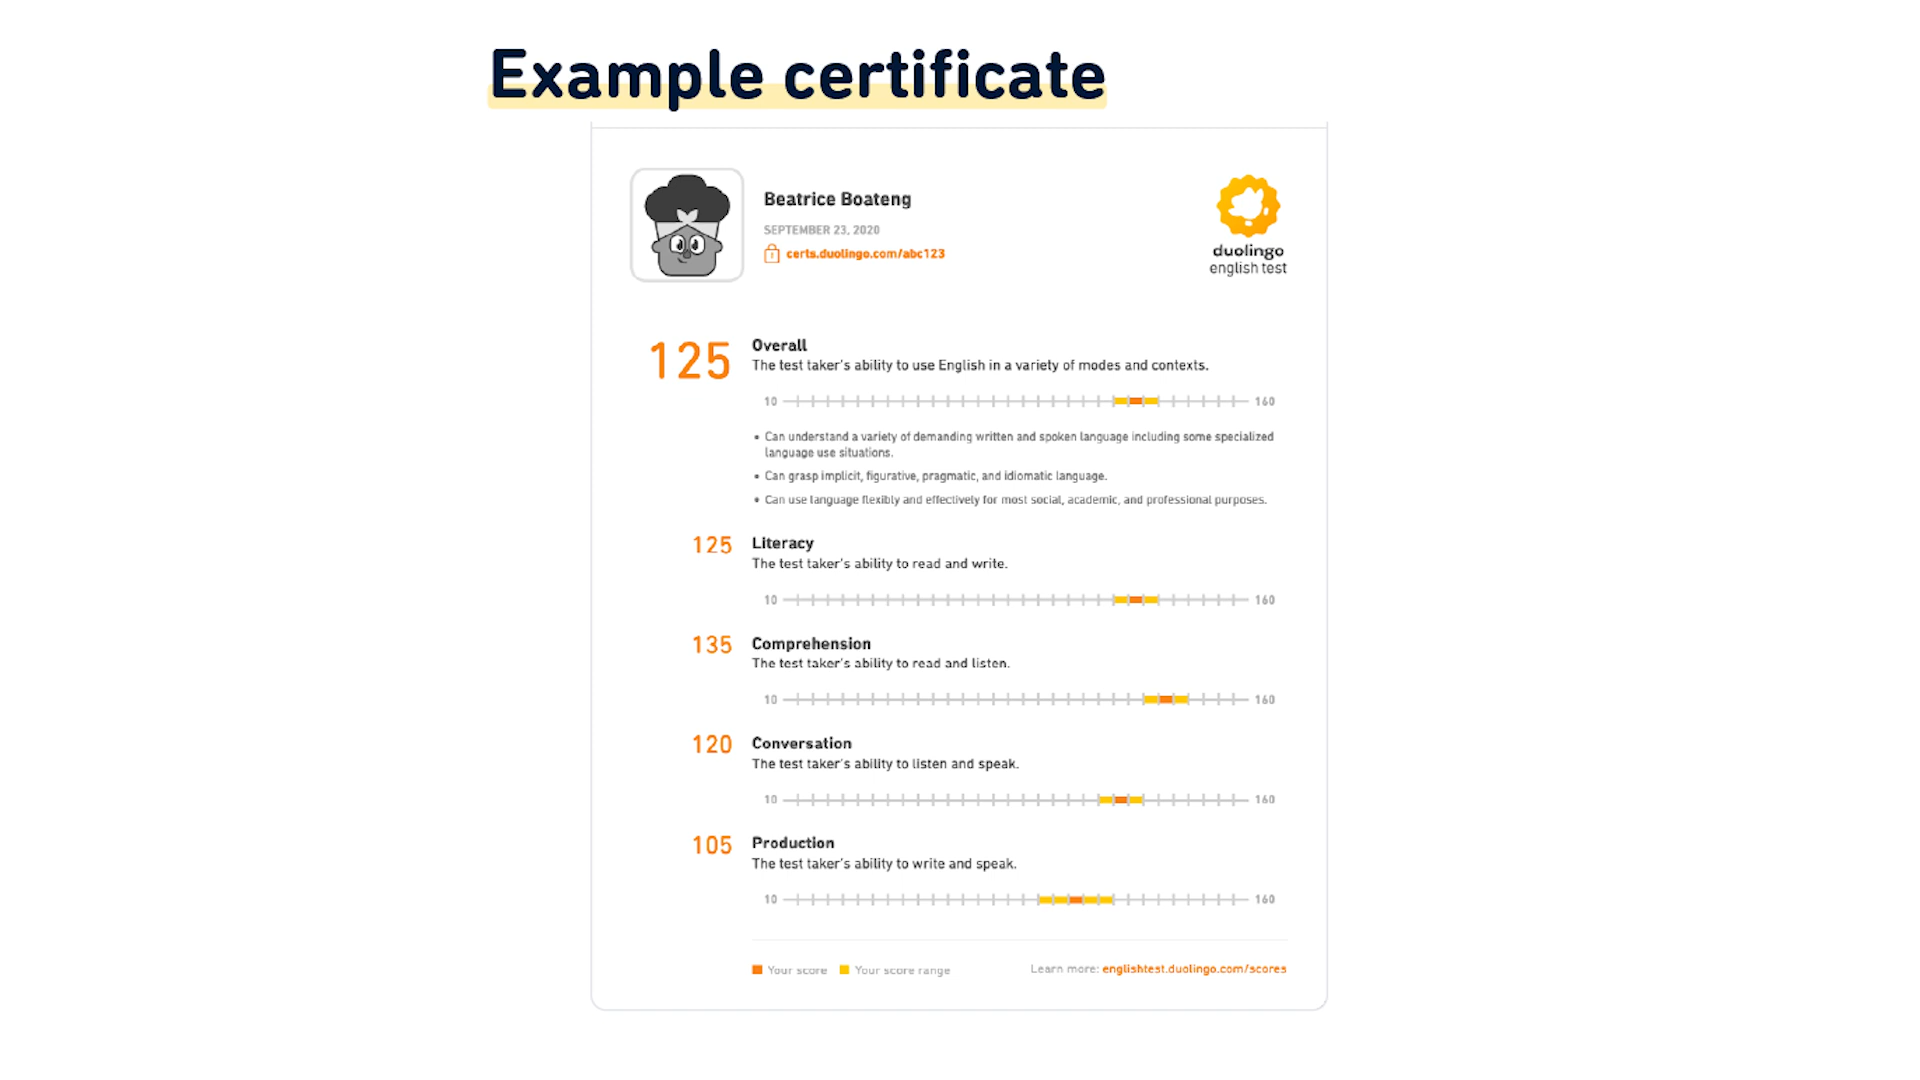 Example certificate
Beatrice Boateng
SEPTEMBER 23, 2020
certs.duolingo.com/abc123
duolingo
english test
125
Overall
The test taker's ability to use English in a variety of modes and contexts.
10
160
• Can understand a variety of demanding written and spoken language including some specialized
language use situations.
• Can grasp implicit, figurative, pragmatic, and idiomatic language.
• Can use language flexibly and effectively for most social, academic, and professional purposes.
125
Literacy
The test taker's ability to read and write.
10
160
135
Comprehension
The test taker's ability to read and listen.
10
160
120
Conversation
The test taker's ability to listen and speak.
10
160
105
Production
The test taker's ability to write and speak.
10
160
Your score
Your score range
Learn more: englishtest.duolingo.com/scores